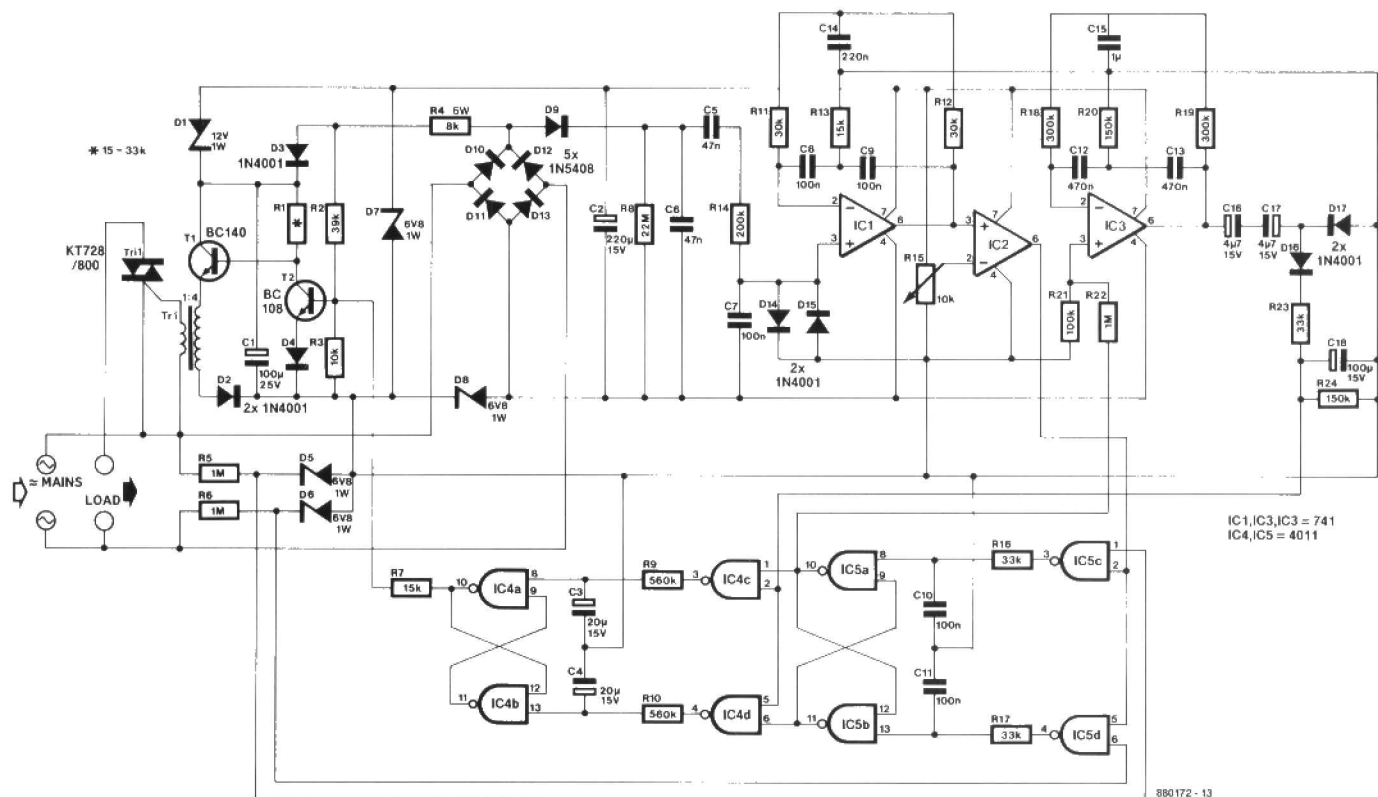 C14
220n
C15
1µ
D1
12V
1W
* 15 – 33k
D3
1N4001
R4 5W
8k
D9
5x
1N5408
D10
D12
D11
D13
C5
47n
R11
30k
R13
15k
R12
30k
C8
100n
C9
100n
R18
300k
R20
150k
R19
300k
C12
470n
C13
470n
R1
*
R2
39k
D7
6V8
1W
C2
220µ
15V
R8
22M
C6
47n
R14
200k
IC1
2
3
4
6
7
IC2
3
2
4
6
7
IC3
2
3
4
6
7
C16
4µ7
15V
C17
4µ7
15V
D17
2x
1N4001
D16
T1
BC140
KT728
/800
Tri1
1:4
Tr1
T2
BC
108
R15
10k
C7
100n
D14
D15
2x
1N4001
R21
100k
R22
1M
R23
33k
C18
100µ
15V
R24
150k
C1
100µ
25V
D4
R3
10k
D2
2x 1N4001
D8
6V8
1W
≈ MAINS
LOAD
R5
1M
R6
1M
D5
6V8
1W
D6
6V8
1W
IC1,IC3,IC3 = 741
IC4,IC5 = 4011
R7
15k
10
IC4a
8
9
C3
20µ
15V
R9
560k
3
IC4c
1
2
10
IC5a
8
9
C10
100n
R16
33k
3
IC5c
1
2
11
IC4b
12
13
C4
20µ
15V
R10
560k
4
IC4d
5
6
11
IC5b
12
13
C11
100n
R17
33k
4
IC5d
5
6
880172 - 13